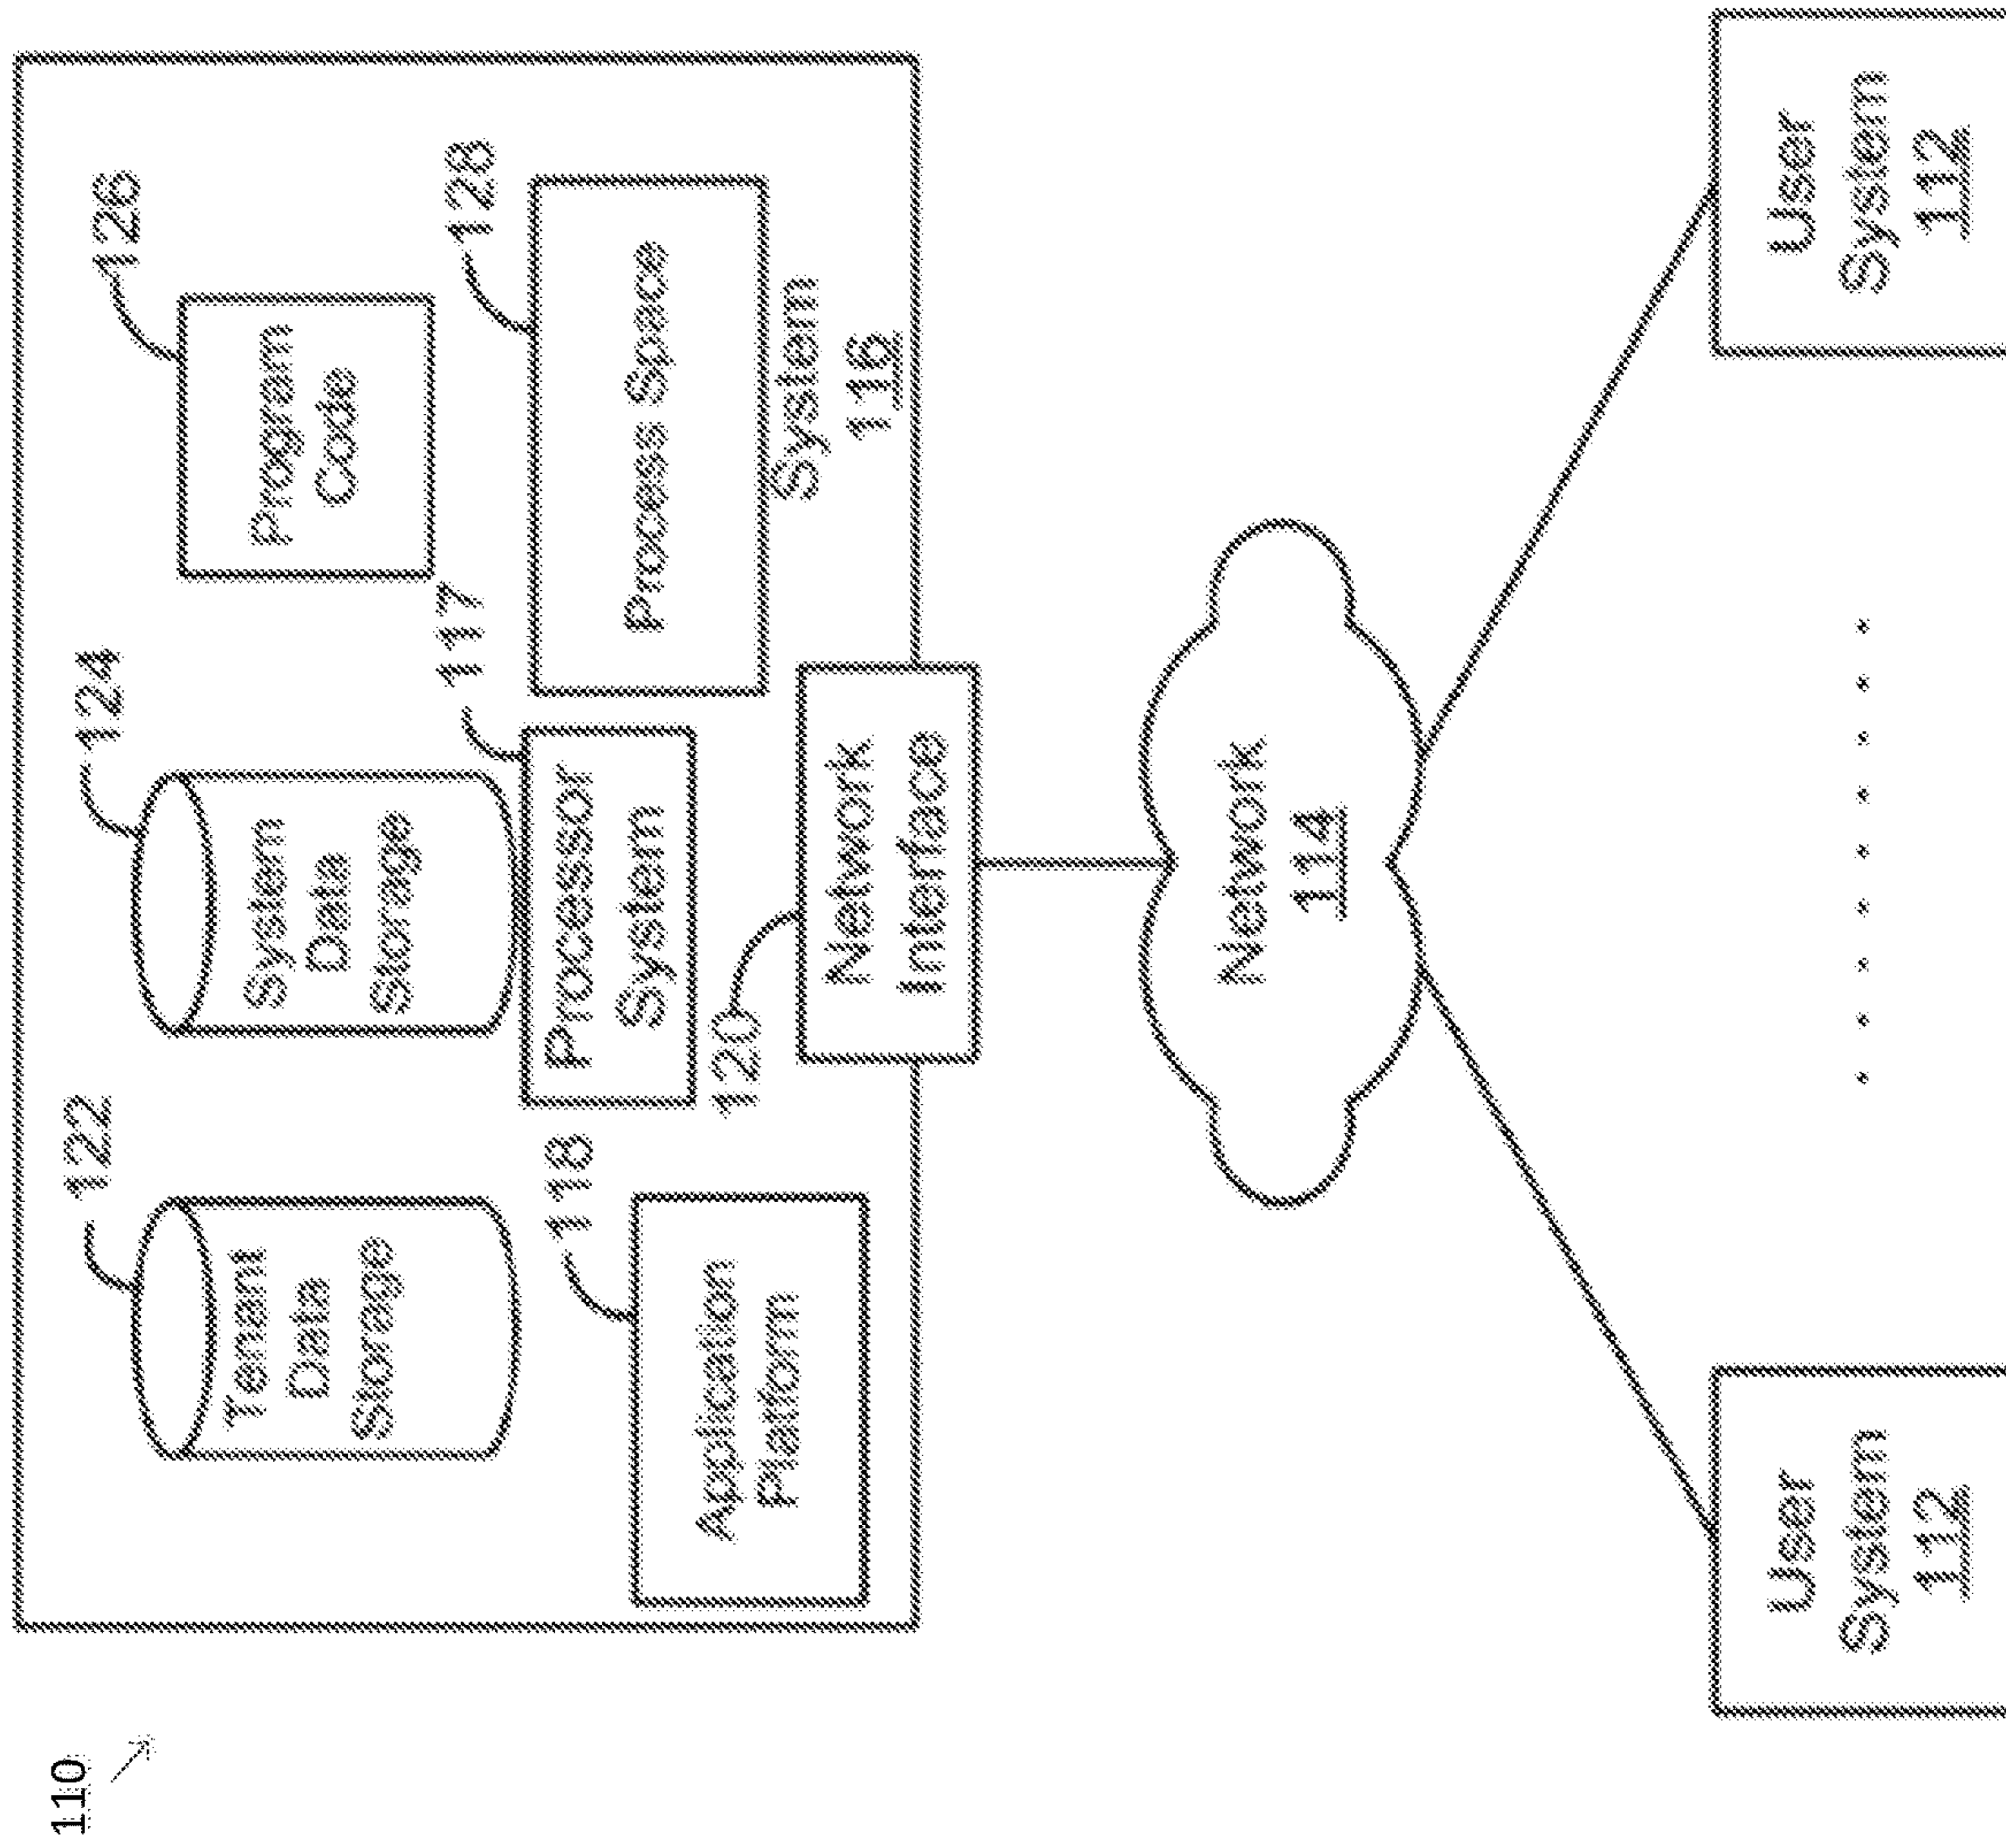 110
122
124
126
Tenant
Data
Storage
System
Data
Storage
Program
Code
118
117
128
Application
Platform
Processor
System
Process Space
120
System
116
Network
Interface
Network
114
User
System
112
User
System
112